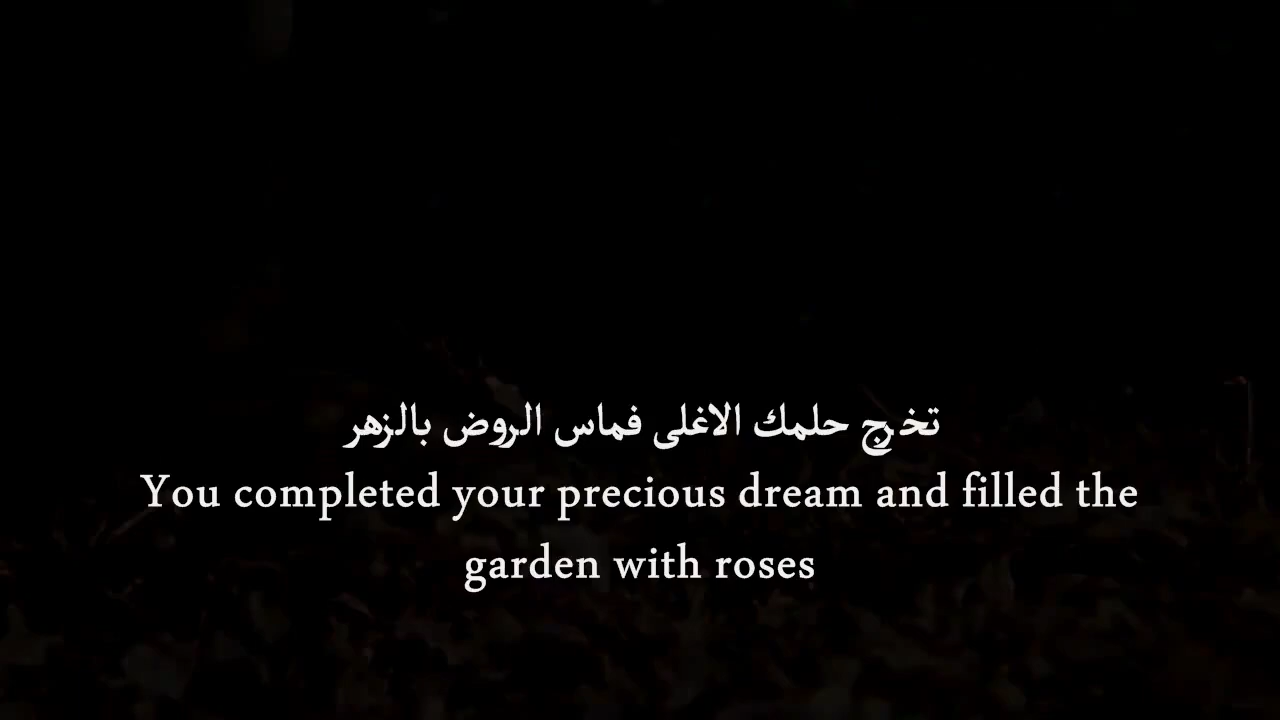 تخرج حلمك الاغلى فماس الروض بالزهر
You completed your precious dream and filled the
garden with roses